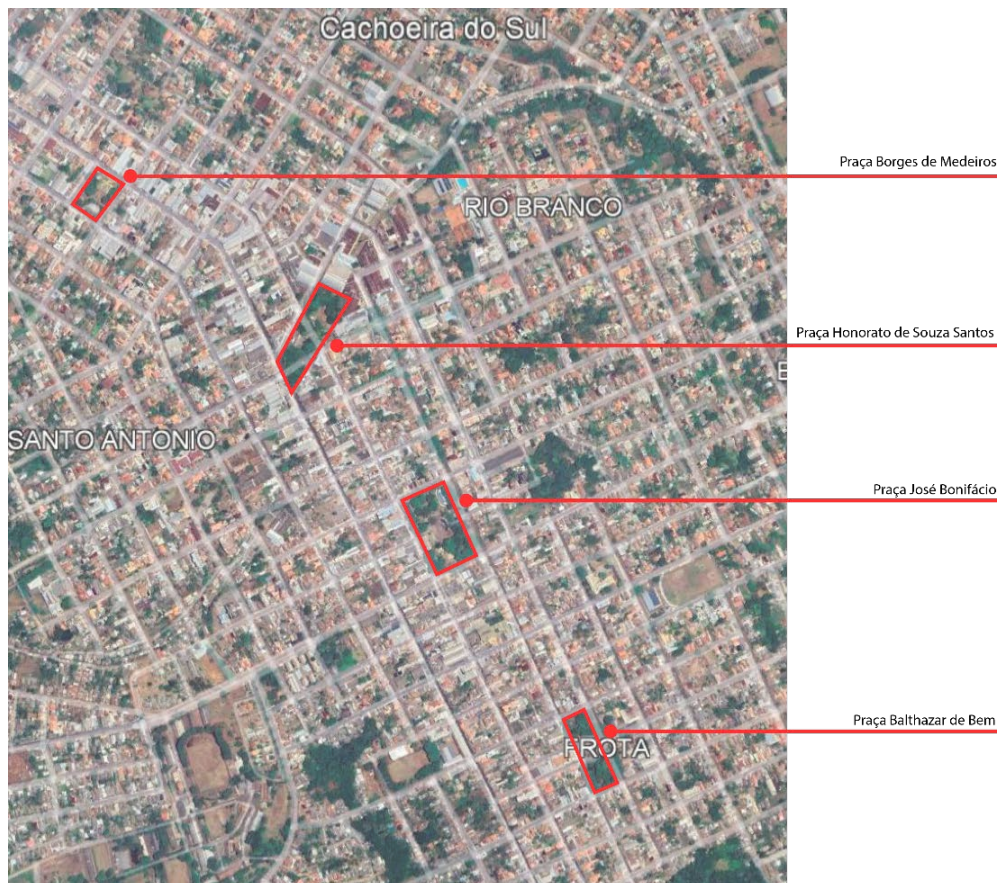 Cachoeira do Sul
Praça Borges de Medeiros
RIO BRANCO
Praça Honorato de Souza Santos
SANTO ANTONIO
Praça José Bonifácio
Praça Balthazar de Bem
FROTA